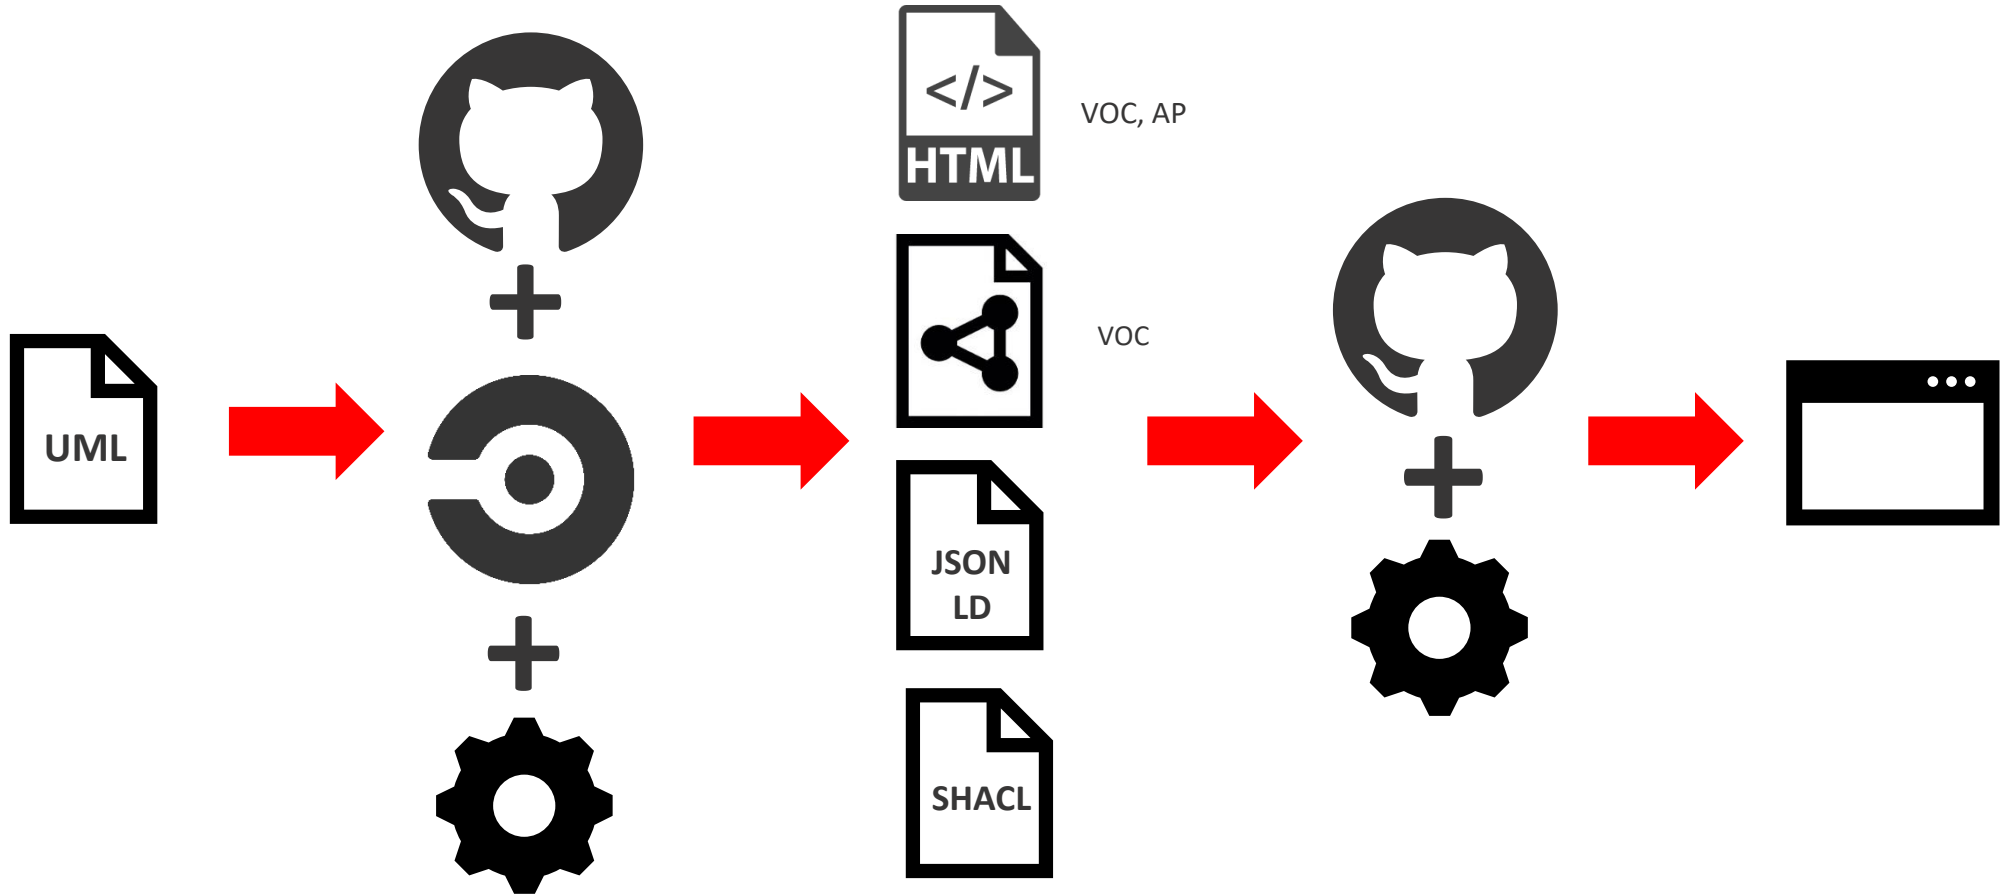 UML
</>
HTML
VOC, AP
VOC
JSON
LD
SHACL